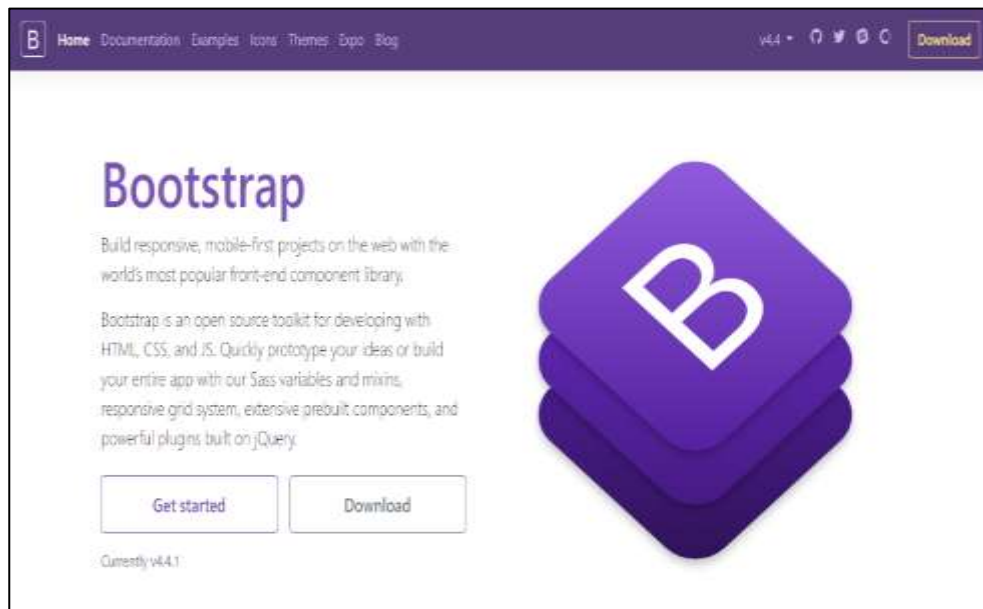 B Home Documentation Examples Icons Themes Expo Blog v4.4 Download
Bootstrap
Build responsive, mobile-first projects on the web with the
world's most popular front-end component library.
B
Bootstrap is an open source toolkit for developing with
HTML, CSS, and JS. Quickly prototype your ideas or build
your entire app with our Sass variables and mixins,
responsive grid system, extensive prebuilt components, and
powerful plugins built on jQuery.
Get started Download
Currently v4.4.1